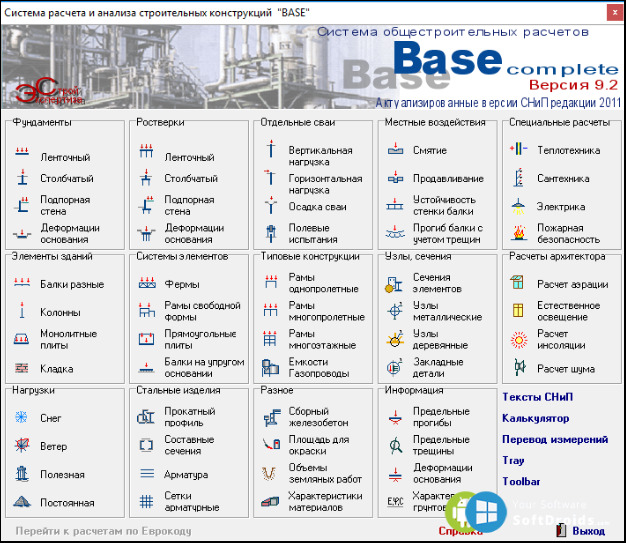 Система расчета и анализа строительных конструкций "BASE"
Система общестроительных расчетов
Base
Base complete
Версия 9.2
Актуализированные версии СНиП редакции 2011
Фундаменты
Ленточный
Столбчатый
Подпорная
стена
Деформации
основания
Ростверки
Ленточный
Столбчатый
Подпорная
стена
Деформации
основания
Отдельные сваи
Вертикальная
нагрузка
Горизонтальная
нагрузка
Осадка сваи
Полевые
испытания
Местные воздействия
Смятие
Продавливание
Устойчивость
стенки балки
Прогиб балки с
учетом трещин
Специальные расчеты
Теплотехника
Сантехника
Электрика
Пожарная
безопасность
Элементы зданий
Балки разные
Колонны
Монолитные
плиты
Кладка
Системы элементов
Фермы
Рамы свободной
формы
Прямоугольные
плиты
Балки на упругом
основании
Типовые конструкции
Рамы
однопролетные
Рамы
многопролетные
Рамы
многоэтажные
Емкости
Газопроводы
Узлы, сечения
Сечения
элементов
Узлы
металлические
Узлы
деревянные
Закладные
детали
Расчеты архитектора
Расчет аэрации
Естественное
освещение
Расчет
инсоляции
Расчет шума
Нагрузки
Снег
Ветер
Полезная
Постоянная
Стальные изделия
Прокатный
профиль
Составные
сечения
Арматура
Сетки
арматурные
Разное
Сборный
железобетон
Площадь для
окраски
Объемы
земляных работ
Характеристики
материалов
Информация
Предельные
прогибы
Предельные
трещины
Деформации
основания
Тексты СНиП
Калькулятор
Перевод измерений
Tray
Toolbar
Перейти к расчетам по Еврокоду
Выход
Your Software
SoftDroids